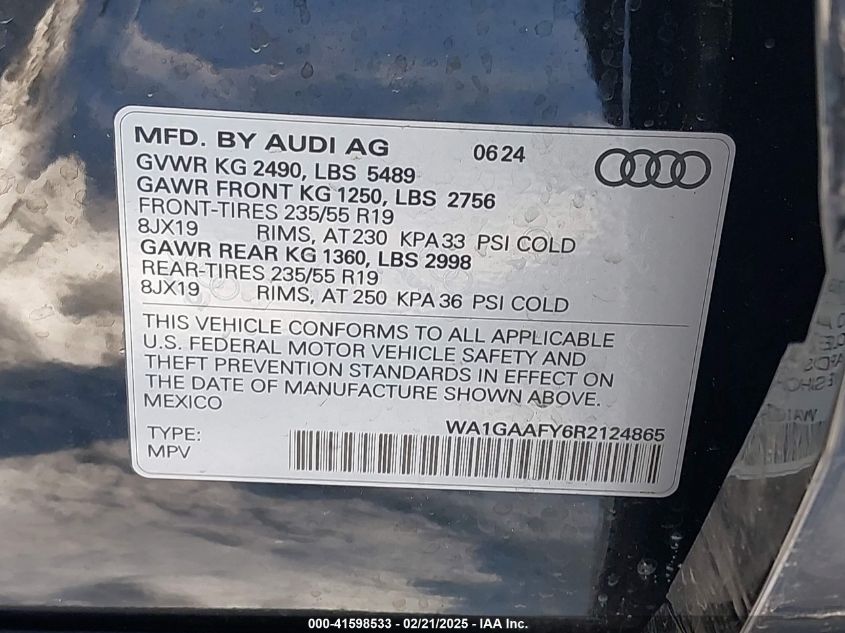 MFD. BY AUDI AG 06 24
GVWR KG 2490, LBS 5489
GAWR FRONT KG 1250, LBS 2756
FRONT-TIRES 235/55 R19
8JX19 RIMS, AT 230 KPA 33 PSI COLD
GAWR REAR KG 1360, LBS 2998
REAR-TIRES 235/55 R19
8JX19 RIMS, AT 250 KPA 36 PSI COLD
THIS VEHICLE CONFORMS TO ALL APPLICABLE
U.S. FEDERAL MOTOR VEHICLE SAFETY AND
THEFT PREVENTION STANDARDS IN EFFECT ON
THE DATE OF MANUFACTURE SHOWN ABOVE.
MEXICO
WA1GAAFY6R2124865
TYPE:
MPV
000-41598533 - 02/21/2025 - IAA Inc.